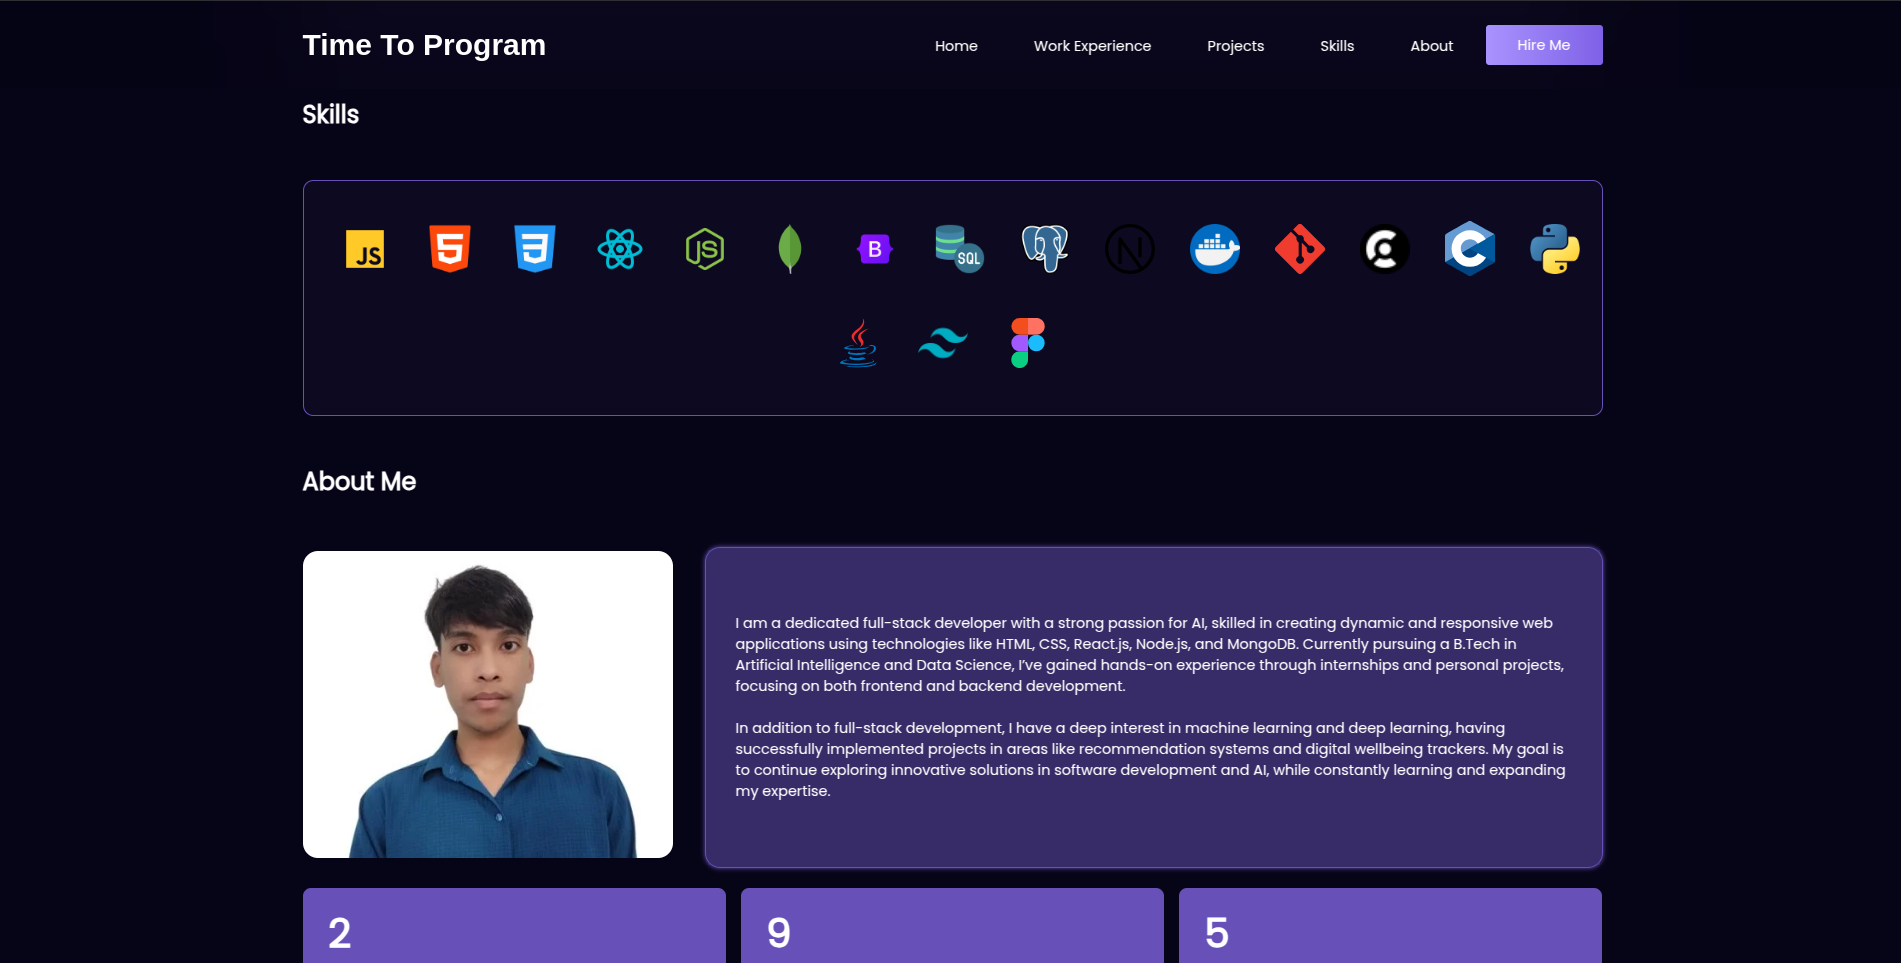 Time To Program
Home
Work Experience
Projects
Skills
About
Hire Me
Skills
JS
5
3
JS
B
SQL
N
C
C
About Me
I am a dedicated full-stack developer with a strong passion for AI, skilled in creating dynamic and responsive web
applications using technologies like HTML, CSS, React.js, Node.js, and MongoDB. Currently pursuing a B.Tech in
Artificial Intelligence and Data Science, I’ve gained hands-on experience through internships and personal projects,
focusing on both frontend and backend development.
In addition to full-stack development, I have a deep interest in machine learning and deep learning, having
successfully implemented projects in areas like recommendation systems and digital wellbeing trackers. My goal is
to continue exploring innovative solutions in software development and AI, while constantly learning and expanding
my expertise.
2
9
5